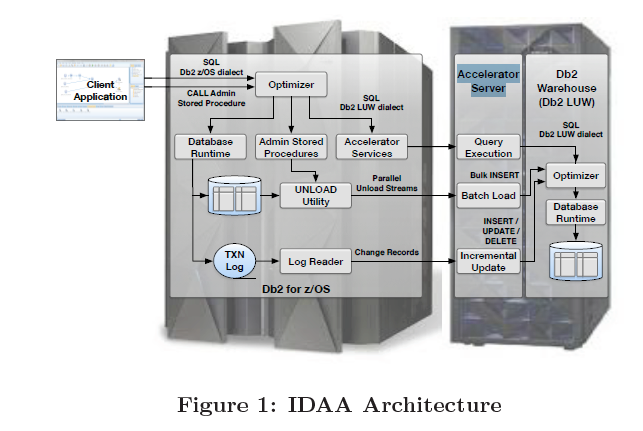 SQL
Db2 z/OS dialect
CALL Admin
Stored Procedure
Client
Application
Optimizer
SQL
Db2 LUW dialect
Database
Runtime
Admin Stored
Procedures
Accelerator
Services
UNLOAD
Utility
Parallel
Unload Streams
TXN
Log
Log Reader
Change Records
Db2 for z/OS
Accelerator
Server
Db2
Warehouse
(Db2 LUW)
SQL
Db2 LUW dialect
Query
Execution
Bulk INSERT
Optimizer
Batch Load
Database
Runtime
INSERT /
UPDATE /
DELETE
Incremental
Update
Figure 1: IDAA Architecture